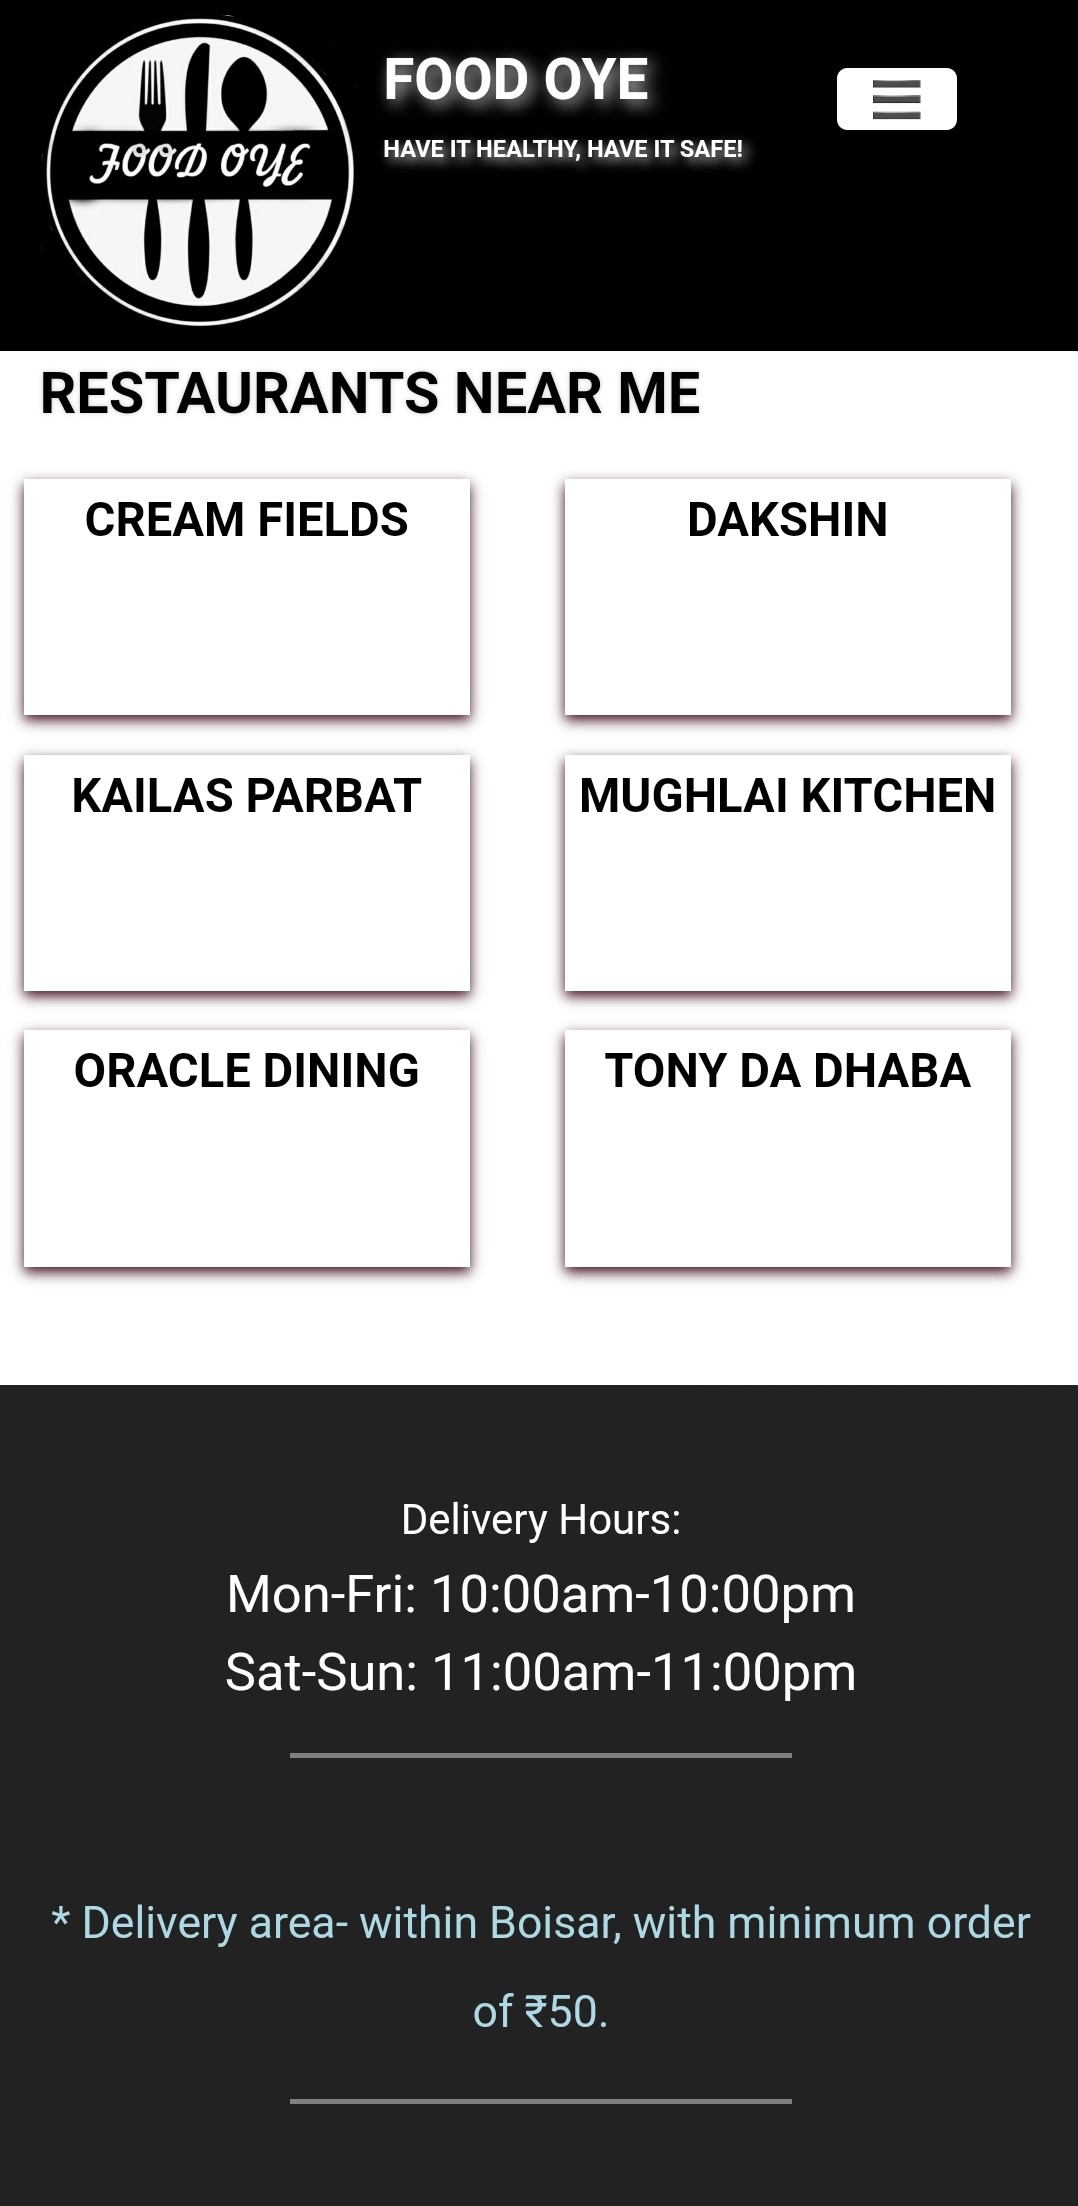 FOOD OYE
FOOD OYE
HAVE IT HEALTHY, HAVE IT SAFE!
RESTAURANTS NEAR ME
CREAM FIELDS
DAKSHIN
KAILAS PARBAT
MUGHLAI KITCHEN
ORACLE DINING
TONY DA DHABA
Delivery Hours:
Mon-Fri: 10:00am-10:00pm
Sat-Sun: 11:00am-11:00pm
* Delivery area- within Boisar, with minimum order
of ₹50.